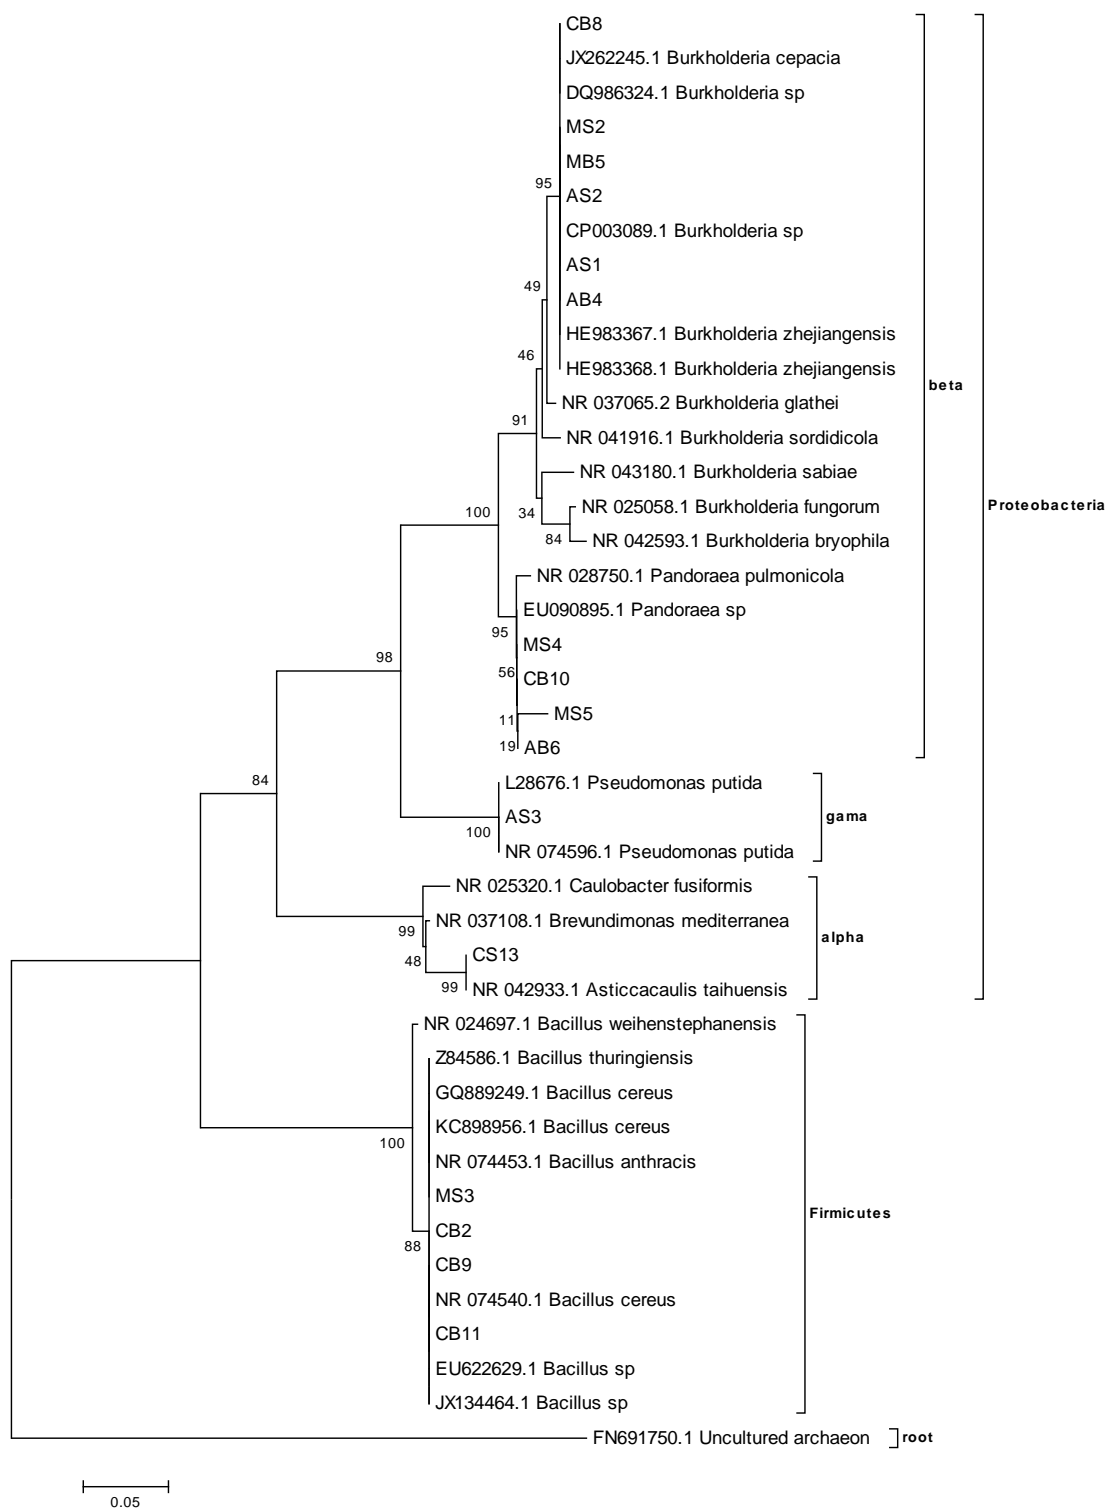 CB8
JX262245.1 Burkholderia cepacia
DQ986324.1 Burkholderia sp
MS2
MB5
95
AS2
CP003089.1 Burkholderia sp
AS1
49
AB4
HE983367.1 Burkholderia zhejiangensis
46
HE983368.1 Burkholderia zhejiangensis
beta
NR 037065.2 Burkholderia glathei
91
NR 041916.1 Burkholderia sordidicola
NR 043180.1 Burkholderia sabiae
Proteobacteria
100
34
NR 025058.1 Burkholderia fungorum
84
NR 042593.1 Burkholderia bryophila
NR 028750.1 Pandoraea pulmonicola
EU090895.1 Pandoraea sp
95
MS4
98
56
CB10
11
MS5
19
AB6
84
L28676.1 Pseudomonas putida
100
AS3
gama
NR 074596.1 Pseudomonas putida
NR 025320.1 Caulobacter fusiformis
99
NR 037108.1 Brevundimonas mediterranea
alpha
48
CS13
99
NR 042933.1 Asticcacaulis taihuensis
NR 024697.1 Bacillus weihenstephanensis
Z84586.1 Bacillus thuringiensis
GQ889249.1 Bacillus cereus
KC898956.1 Bacillus cereus
100
NR 074453.1 Bacillus anthracis
MS3
Firmicutes
CB2
88
CB9
NR 074540.1 Bacillus cereus
CB11
EU622629.1 Bacillus sp
JX134464.1 Bacillus sp
FN691750.1 Uncultured archaeon
root
0.05